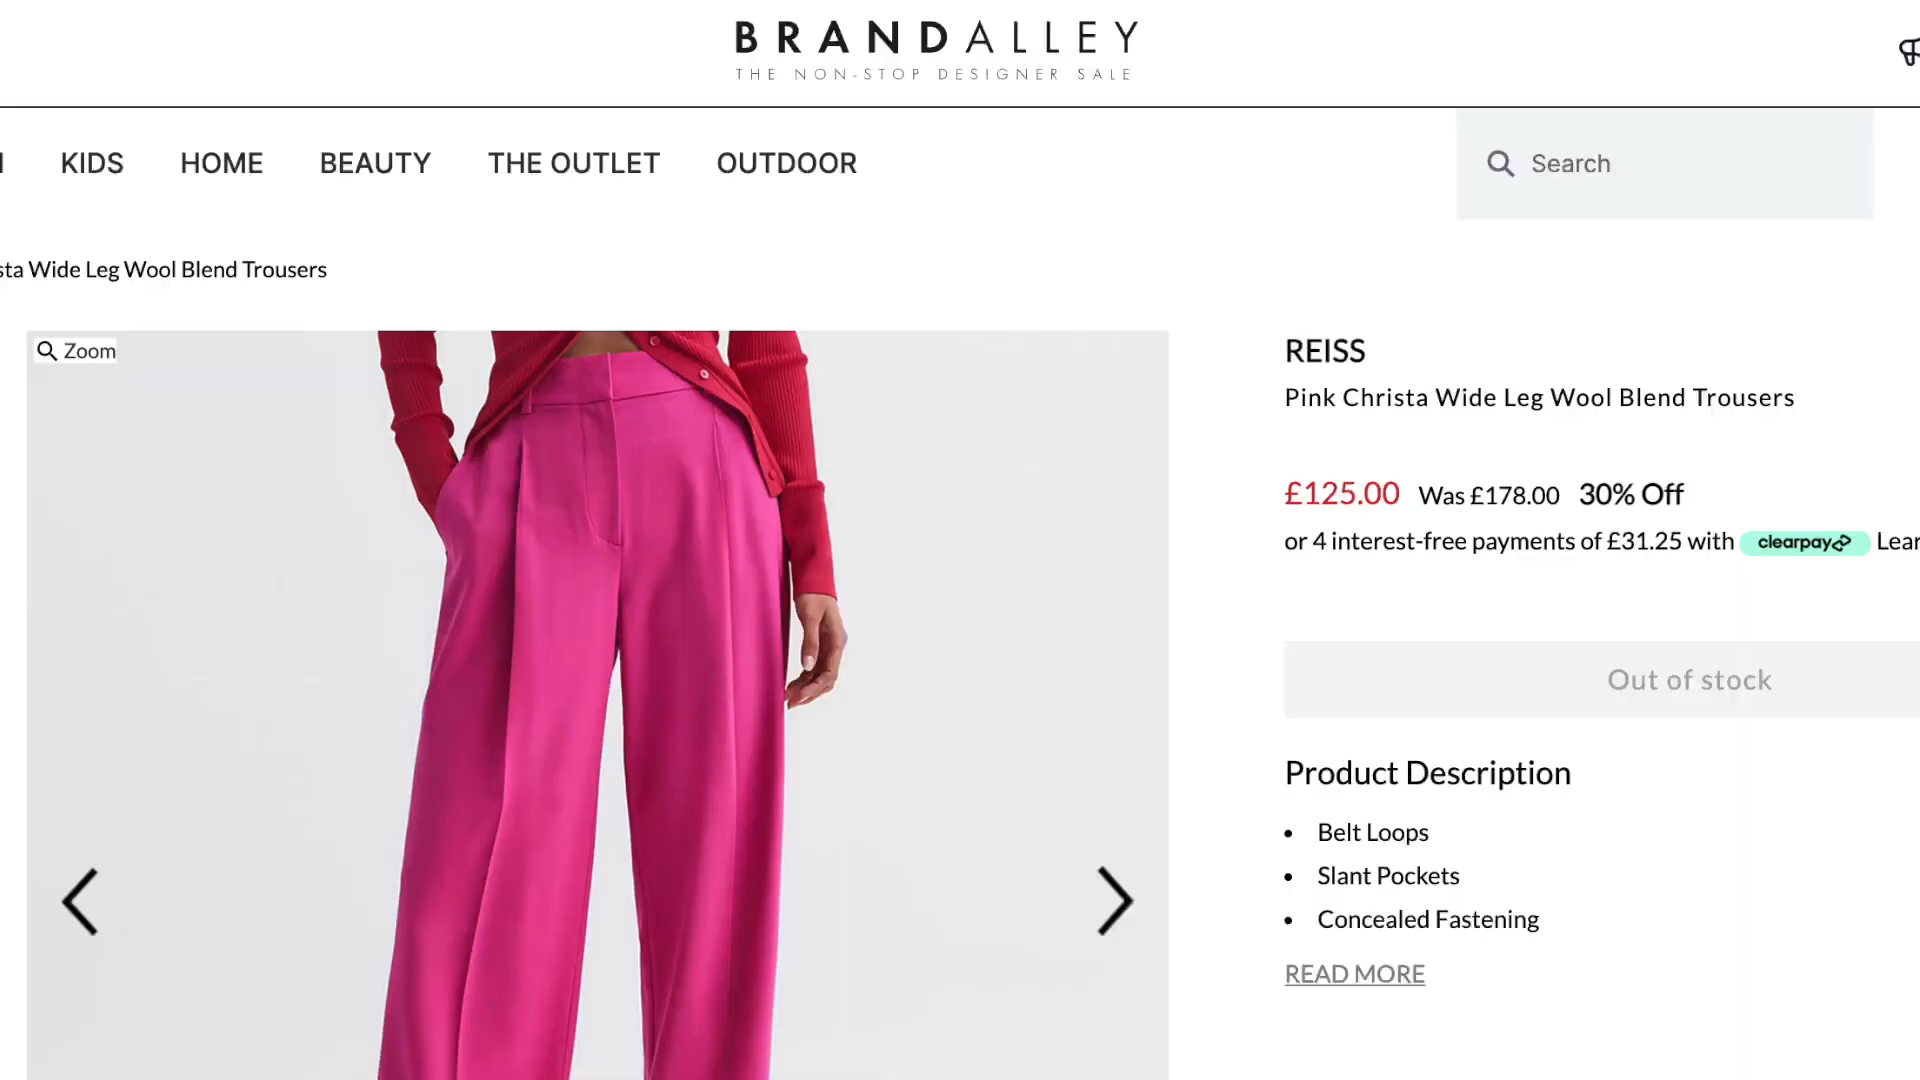 BRANDALLEY
THE NON-STOP DESIGNER SALE
KIDS HOME BEAUTY THE OUTLET OUTDOOR
Search
Wide Leg Wool Blend Trousers
Zoom
REISS
Pink Christa Wide Leg Wool Blend Trousers
£125.00 Was £178.00 30% Off
or 4 interest-free payments of £31.25 with clearpay
Out of stock
Product Description
• Belt Loops
• Slant Pockets
• Concealed Fastening
READ MORE